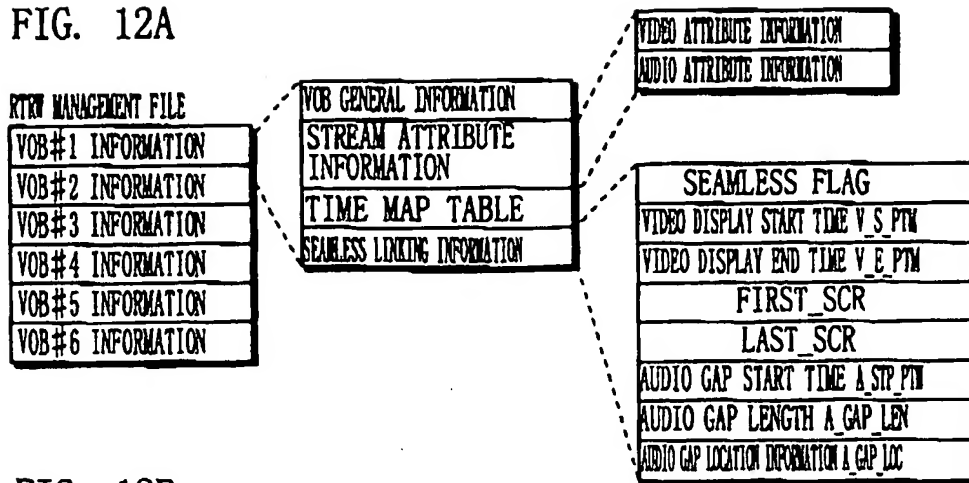 FIG. 12A
RTRW MANAGEMENT FILE
VOB#1 INFORMATION
VOB#2 INFORMATION
VOB#3 INFORMATION
VOB#4 INFORMATION
VOB#5 INFORMATION
VOB#6 INFORMATION
VOB GENERAL INFORMATION
STREAM ATTRIBUTE
INFORMATION
TIME MAP TABLE
SEAMLESS LINKING INFORMATION
VIDEO ATTRIBUTE INFORMATION
AUDIO ATTRIBUTE INFORMATION
SEAMLESS FLAG
VIDEO DISPLAY START TIME V_S_PTM
VIDEO DISPLAY END TIME V_E_PTM
FIRST_SCR
LAST_SCR
AUDIO GAP START TIME A_STP_PTM
AUDIO GAP LENGTH A_GAP_LEN
AUDIO GAP LOCATION INFORMATION A_GAP_LOC